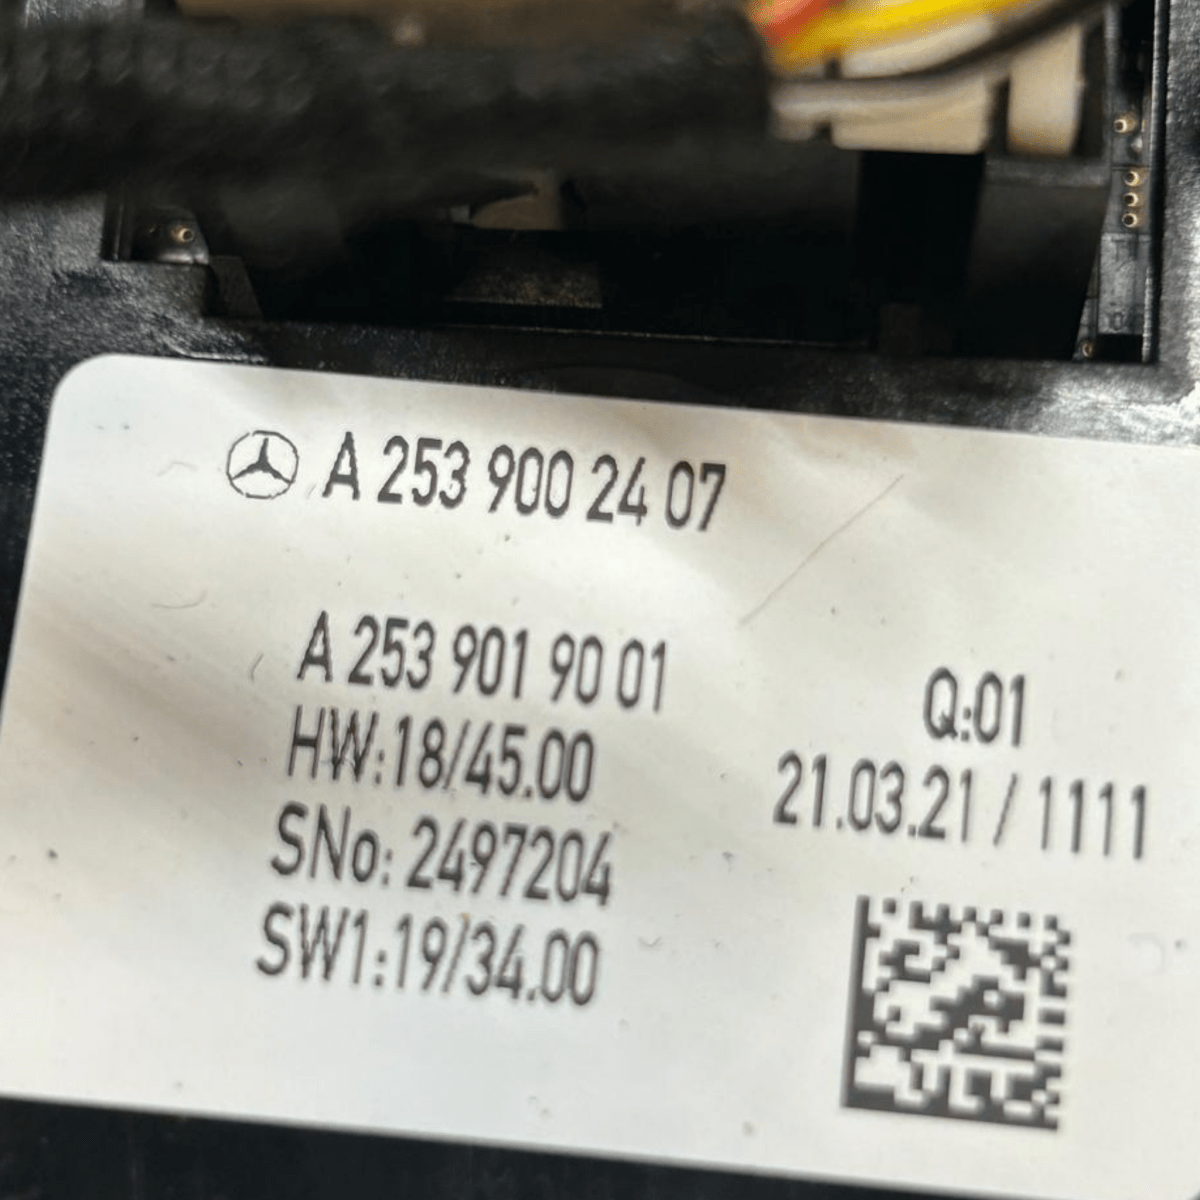 A 253 900 24 07
A 253 901 90 01
HW:18/45.00
SNo: 2497204
SW1:19/34.00
Q:01
21.03.21 / 1111